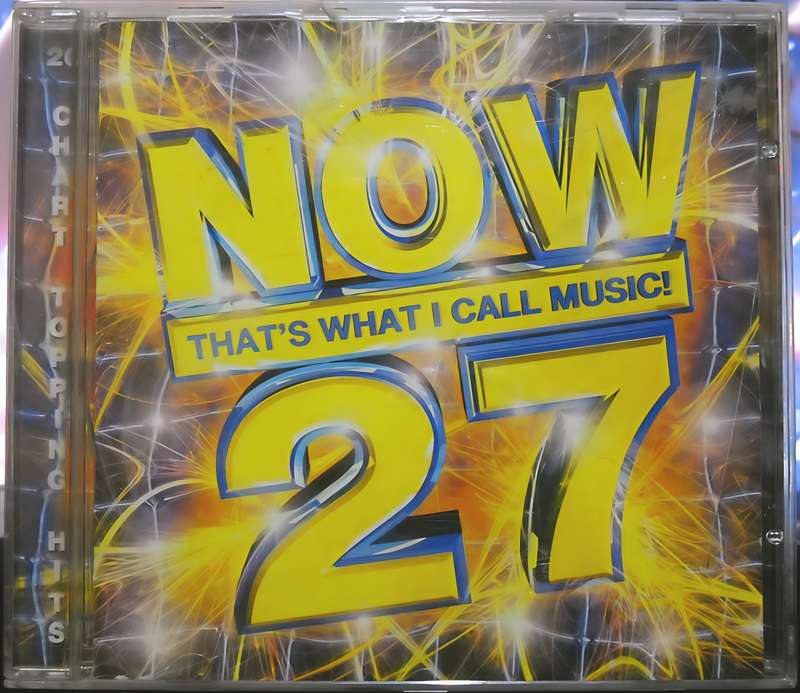 20 CHART TOPPING HITS
NOW
THAT'S WHAT I CALL MUSIC!
27